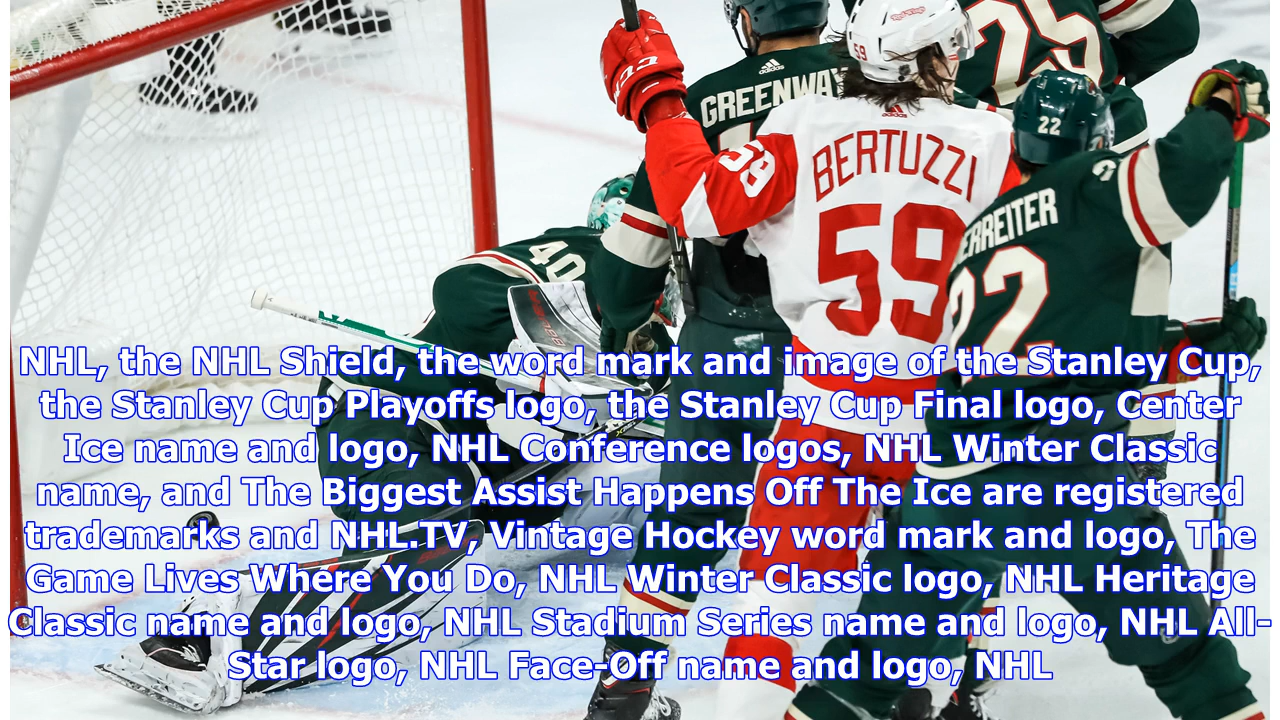 59
adidas
GREENWAY
59
BERTUZZI
59
22
ERREITER
22
40
NHL, the NHL Shield, the word mark and image of the Stanley Cup,
the Stanley Cup Playoffs logo, the Stanley Cup Final logo, Center
Ice name and logo, NHL Conference logos, NHL Winter Classic
name, and The Biggest Assist Happens Off The Ice are registered
trademarks and NHL.TV, Vintage Hockey word mark and logo, The
Game Lives Where You Do, NHL Winter Classic logo, NHL Heritage
Classic name and logo, NHL Stadium Series name and logo, NHL All-
Star logo, NHL Face-Off name and logo, NHL